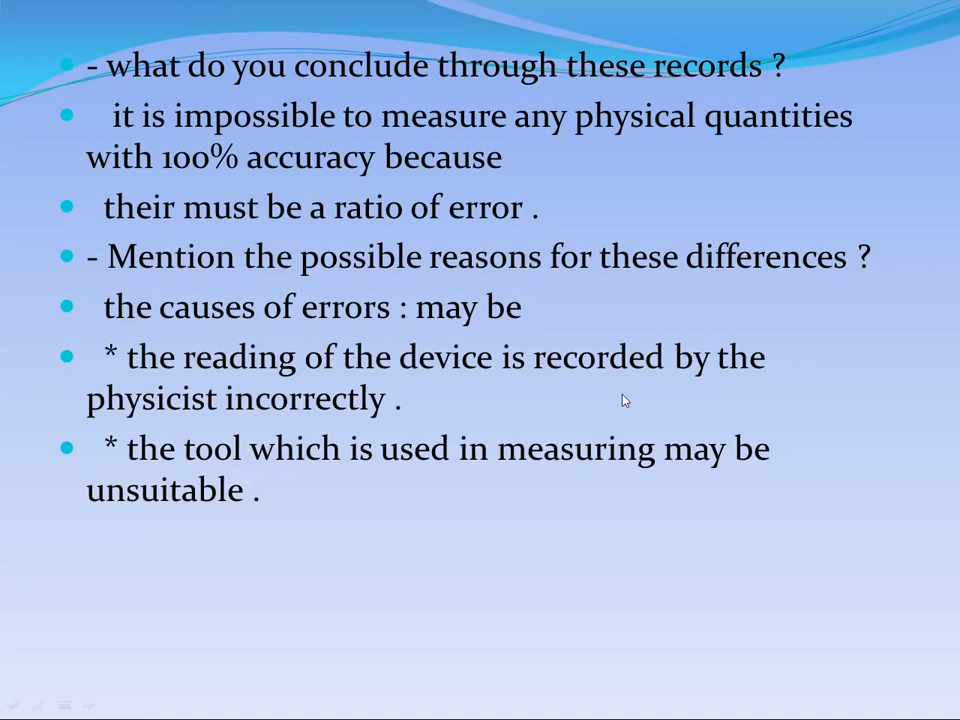 - what do you conclude through these records ?
it is impossible to measure any physical quantities
with 100% accuracy because
their must be a ratio of error .
- Mention the possible reasons for these differences ?
the causes of errors : may be
* the reading of the device is recorded by the
physicist incorrectly .
* the tool which is used in measuring may be
unsuitable .